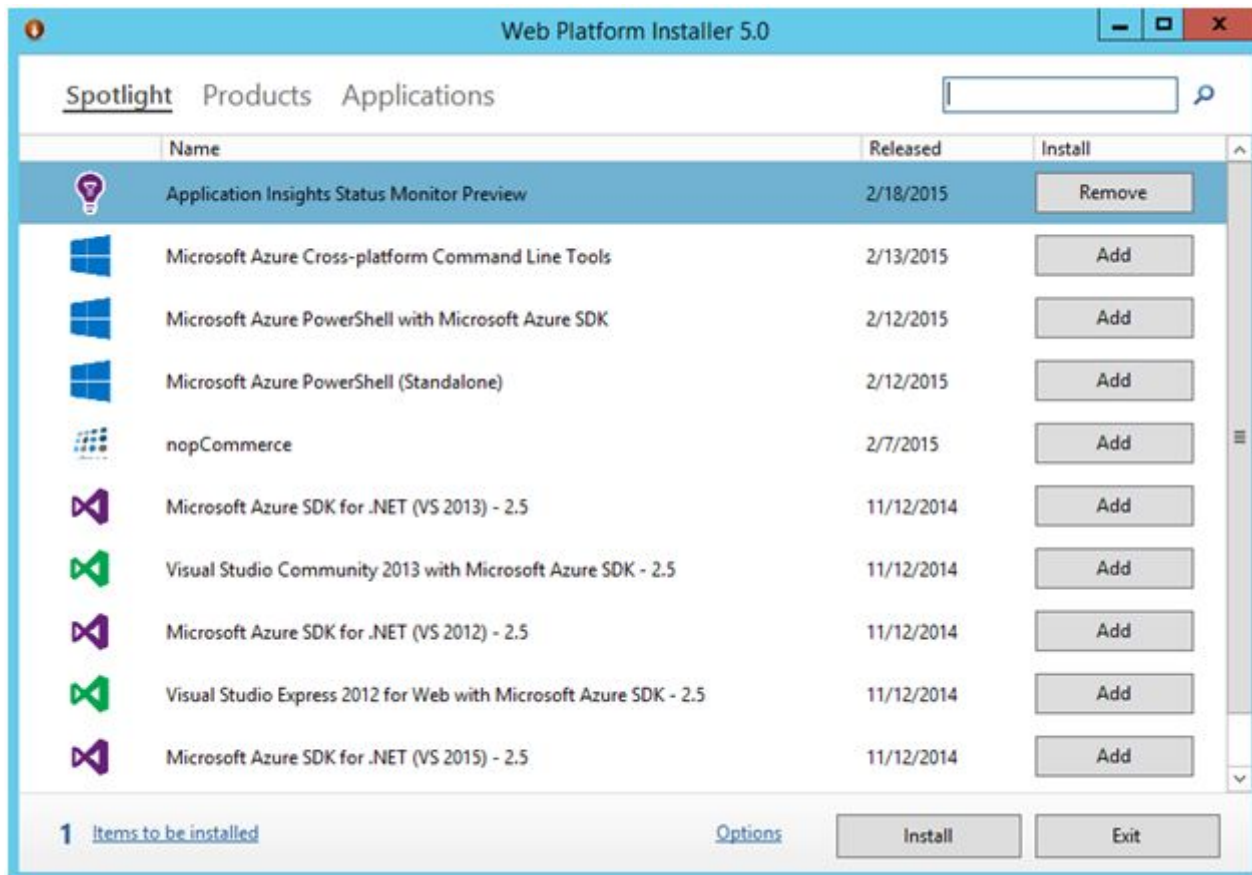 Web Platform Installer 5.0
Spotlight Products Applications
Name Released Install
Application Insights Status Monitor Preview 2/18/2015 Remove
Microsoft Azure Cross-platform Command Line Tools 2/13/2015 Add
Microsoft Azure PowerShell with Microsoft Azure SDK 2/12/2015 Add
Microsoft Azure PowerShell (Standalone) 2/12/2015 Add
nopCommerce 2/7/2015 Add
Microsoft Azure SDK for .NET (VS 2013) - 2.5 11/12/2014 Add
Visual Studio Community 2013 with Microsoft Azure SDK - 2.5 11/12/2014 Add
Microsoft Azure SDK for .NET (VS 2012) - 2.5 11/12/2014 Add
Visual Studio Express 2012 for Web with Microsoft Azure SDK - 2.5 11/12/2014 Add
Microsoft Azure SDK for .NET (VS 2015) - 2.5 11/12/2014 Add
1 Items to be installed Options Install Exit